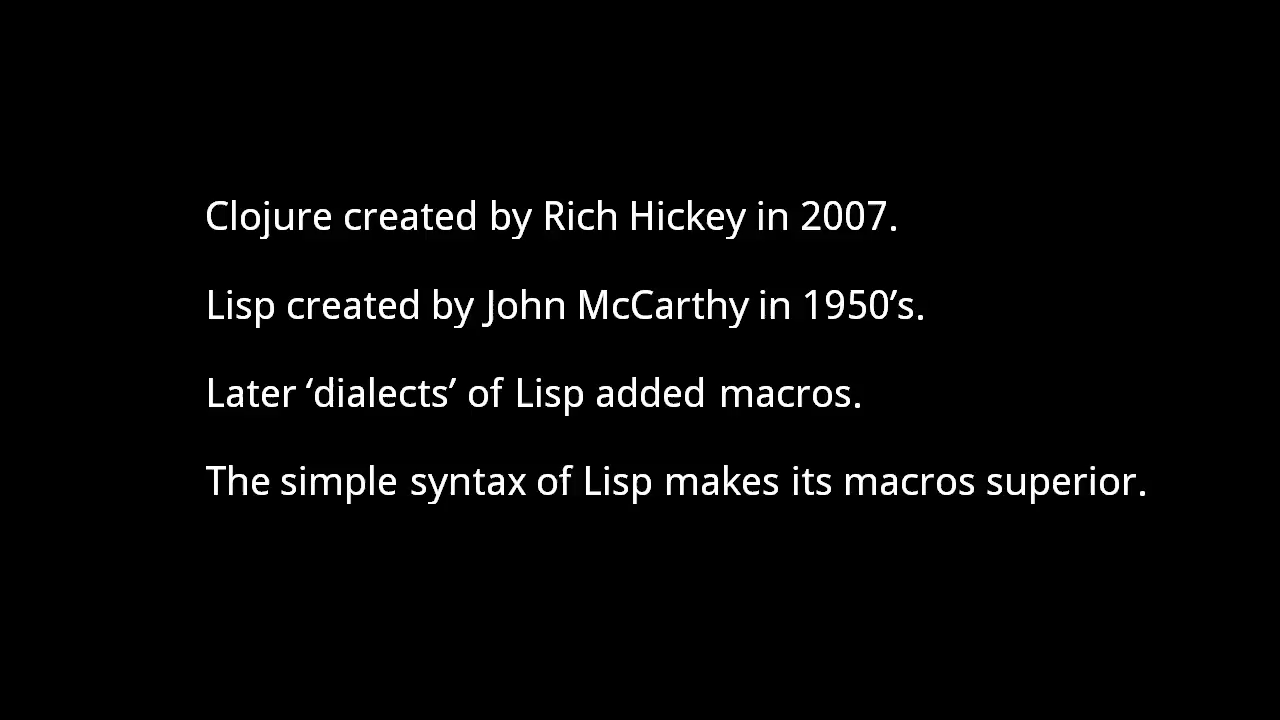 Clojure created by Rich Hickey in 2007.
Lisp created by John McCarthy in 1950’s.
Later ‘dialects’ of Lisp added macros.
The simple syntax of Lisp makes its macros superior.